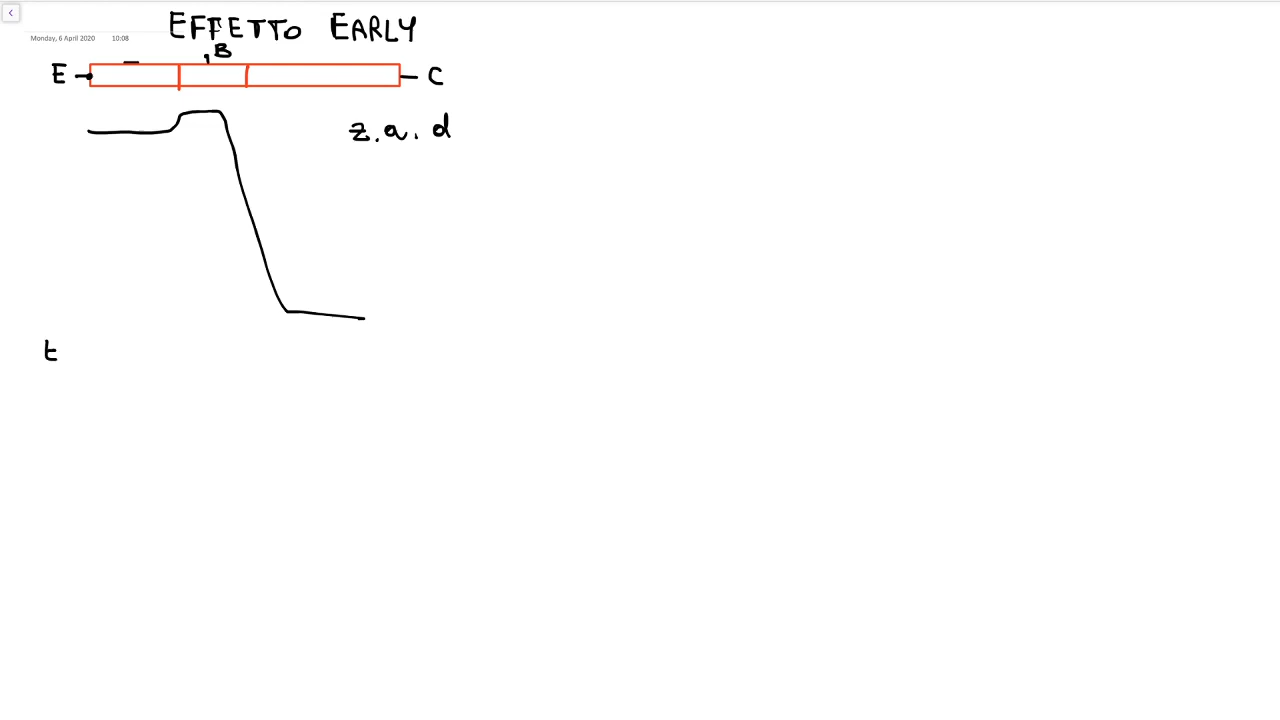 EFFETTO EARLY
Monday, 6 April 2020 10:08
B
E C
z.a.d
t